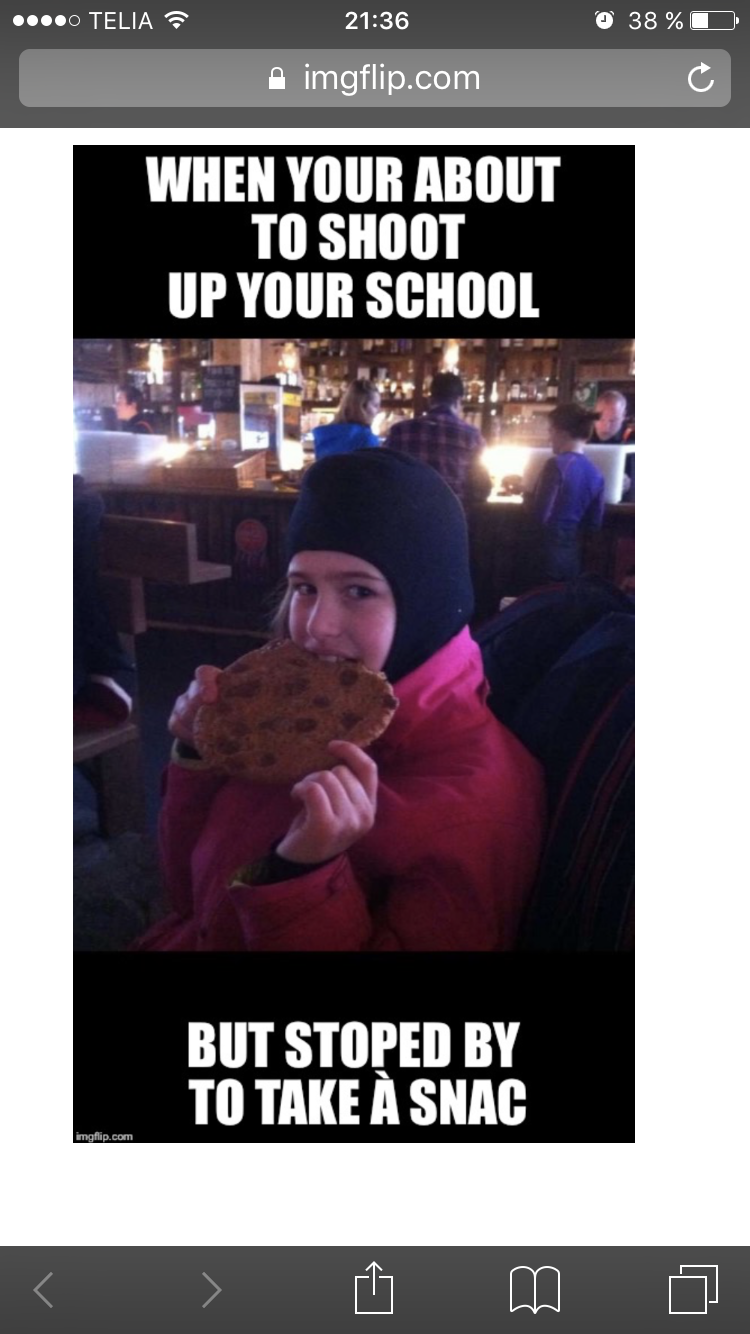 TELIA 21:36 38 %
imgflip.com
WHEN YOUR ABOUT
TO SHOOT
UP YOUR SCHOOL
BUT STOPED BY
TO TAKE À SNAC
imgflip.com